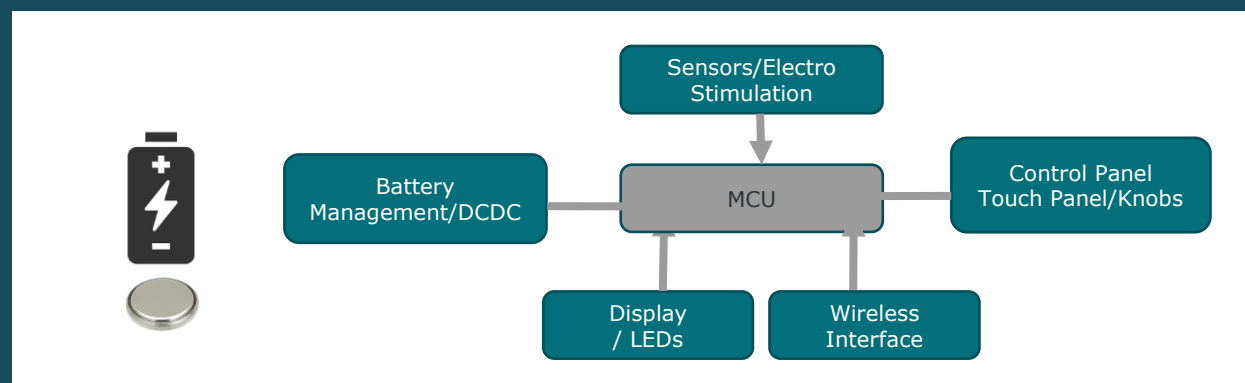 Sensors/Electro
Stimulation
Battery
Management/DCDC
MCU
Control Panel
Touch Panel/Knobs
Display
/ LEDs
Wireless
Interface